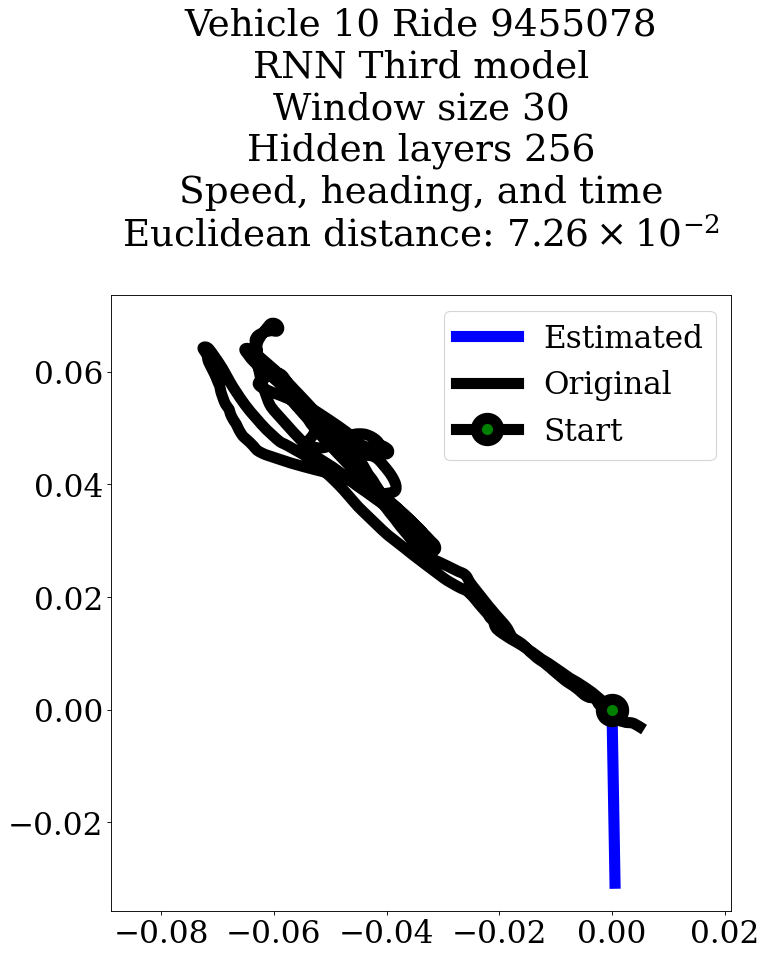 Vehicle 10 Ride 9455078
RNN Third model
Window size 30
Hidden layers 256
Speed, heading, and time
Euclidean distance: 7.26 × 10⁻²
Estimated
Original
Start
0.06
0.04
0.02
0.00
−0.02
−0.08 −0.06 −0.04 −0.02 0.00 0.02